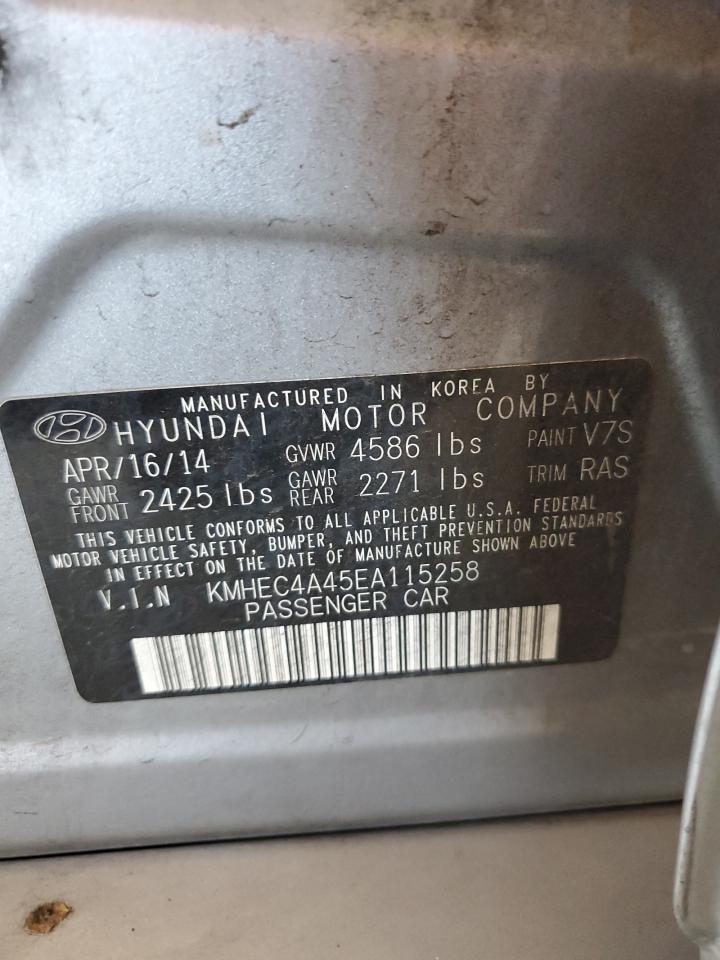 MANUFACTURED IN KOREA BY
HYUNDAI MOTOR COMPANY
APR/16/14 GVWR 4586 lbs PAINT V7S
GAWR FRONT 2425 lbs GAWR REAR 2271 lbs TRIM RAS
THIS VEHICLE CONFORMS TO ALL APPLICABLE U.S.A. FEDERAL
MOTOR VEHICLE SAFETY, BUMPER, AND THEFT PREVENTION STANDARDS
IN EFFECT ON THE DATE OF MANUFACTURE SHOWN ABOVE
V.I.N KMHEC4A45EA115258
PASSENGER CAR